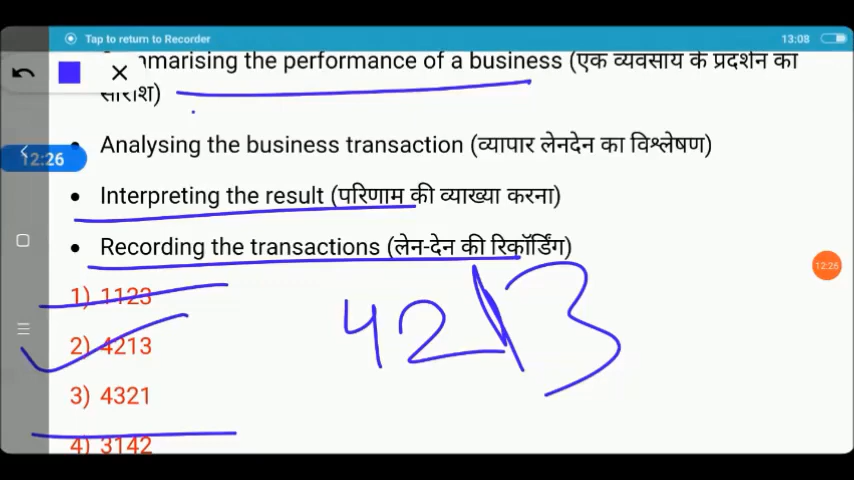 Tap to return to Recorder 13:08
marising the performance of a business (एक व्यवसाय के प्रदर्शन का
साराश)
• Analysing the business transaction (व्यापार लेनदेन का विश्लेषण)
12:26
• Interpreting the result (परिणाम की व्याख्या करना)
• Recording the transactions (लेन-देन की रिकॉर्डिंग)
12:26
1) 1123
4213
2) 4213
3) 4321
4) 3142